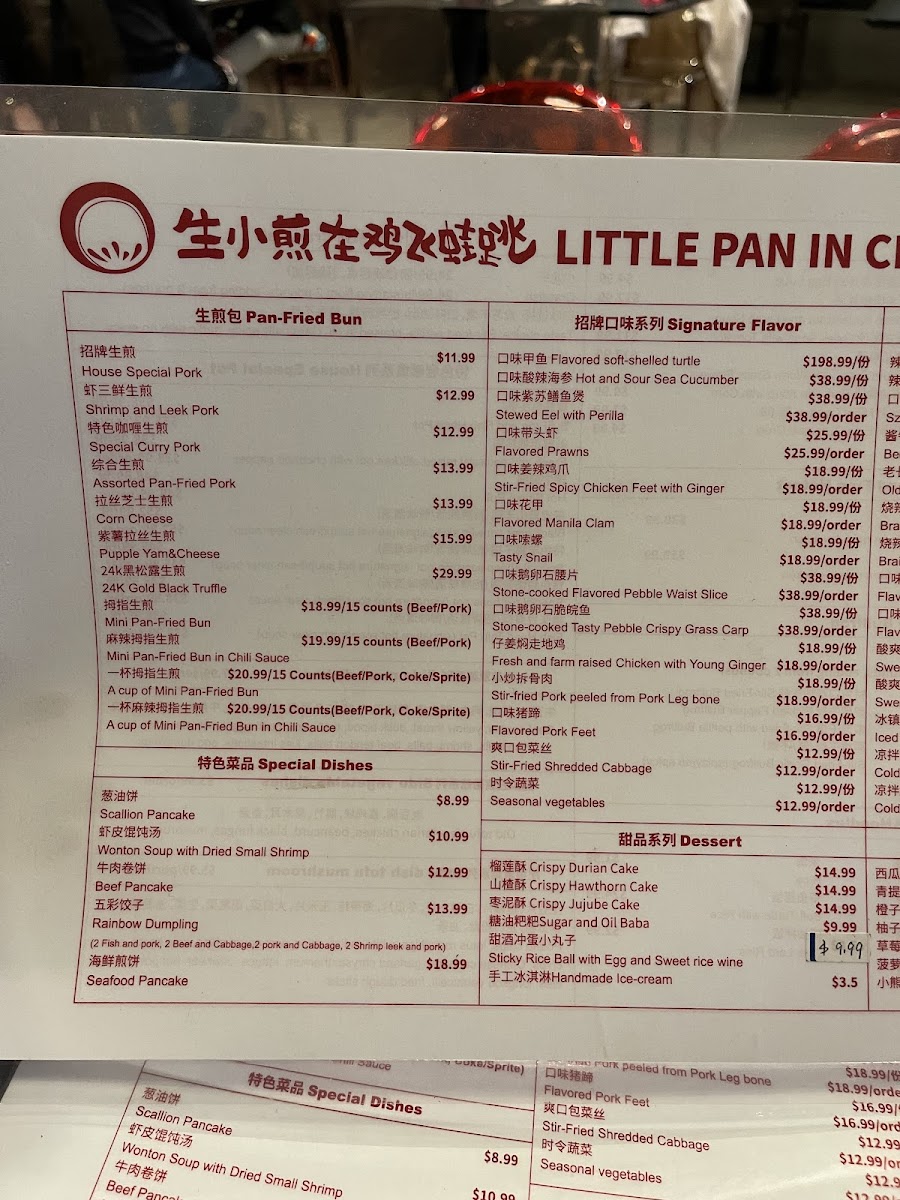 生小煎在鸡飞蛙跳 LITTLE PAN IN
生煎包 Pan-Fried Bun
招牌生煎 $11.99
House Special Pork
虾三鲜生煎 $12.99
Shrimp and Leek Pork
特色咖喱生煎 $12.99
Special Curry Pork
综合生煎 $13.99
Assorted Pan-Fried Pork
拉丝芝士生煎 $13.99
Corn Cheese
紫薯拉丝生煎 $15.99
Pupple Yam&Cheese
24k黑松露生煎 $29.99
24K Gold Black Truffle
拇指生煎 $18.99/15 counts (Beef/Pork)
Mini Pan-Fried Bun
麻辣拇指生煎 $19.99/15 counts (Beef/Pork)
Mini Pan-Fried Bun in Chili Sauce
一杯拇指生煎 $20.99/15 Counts(Beef/Pork, Coke/Sprite)
A cup of Mini Pan-Fried Bun
一杯麻辣拇指生煎 $20.99/15 Counts(Beef/Pork, Coke/Sprite)
A cup of Mini Pan-Fried Bun in Chili Sauce
特色菜品 Special Dishes
葱油饼 $8.99
Scallion Pancake
虾皮馄饨汤 $10.99
Wonton Soup with Dried Small Shrimp
牛肉卷饼 $12.99
Beef Pancake
五彩饺子 $13.99
Rainbow Dumpling
(2 Fish and pork, 2 Beef and Cabbage,2 pork and Cabbage, 2 Shrimp leek and pork)
海鲜煎饼 $18.99
Seafood Pancake
招牌口味系列 Signature Flavor
口味甲鱼 Flavored soft-shelled turtle $198.99/份
口味酸辣海参 Hot and Sour Sea Cucumber $38.99/份
口味紫苏鳝鱼煲 $38.99/份
Stewed Eel with Perilla $38.99/order
口味带头虾 $25.99/份
Flavored Prawns $25.99/order
口味姜辣鸡爪 $18.99/份
Stir-Fried Spicy Chicken Feet with Ginger $18.99/order
口味花甲 $18.99/份
Flavored Manila Clam $18.99/order
口味嗦螺 $18.99/份
Tasty Snail $18.99/order
口味鹅卵石腰片 $38.99/份
Stone-cooked Flavored Pebble Waist Slice $38.99/order
口味鹅卵石脆皖鱼 $38.99/份
Stone-cooked Tasty Pebble Crispy Grass Carp $38.99/order
仔姜焖走地鸡 $18.99/份
Fresh and farm raised Chicken with Young Ginger $18.99/order
小炒拆骨肉 $18.99/份
Stir-fried Pork peeled from Pork Leg bone $18.99/order
口味猪蹄 $16.99/份
Flavored Pork Feet $16.99/order
爽口包菜丝 $12.99/份
Stir-Fried Shredded Cabbage $12.99/order
时令蔬菜 $12.99/份
Seasonal vegetables $12.99/order
甜品系列 Dessert
榴莲酥 Crispy Durian Cake $14.99
山楂酥 Crispy Hawthorn Cake $14.99
枣泥酥 Crispy Jujube Cake $14.99
糖油粑粑Sugar and Oil Baba $9.99
甜酒冲蛋小丸子 $9.99
Sticky Rice Ball with Egg and Sweet rice wine
手工冰淇淋Handmade Ice-cream $3.5
特色菜品 Special Dishes
葱油饼
Scallion Pancake $8.99
虾皮馄饨汤
Wonton Soup with Dried Small Shrimp $10.99
牛肉卷饼
Beef
peeled from Pork Leg bone $18.99/份
口味猪蹄 $18.99/order
Flavored Pork Feet $16.99/
爽口包菜丝 $16.99/
Stir-Fried Shredded Cabbage $12.99
时令蔬菜 $12.99/
Seasonal vegetables